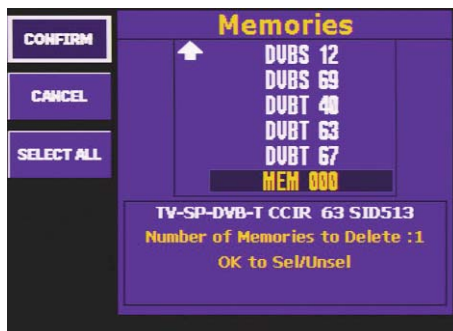 Memories
CONFIRM
CANCEL
SELECT ALL
DVBS 12
DVBS 69
DVBT 40
DVBT 63
DVBT 67
MEM 000
TV-SP-DVB-T CCIR 63 SID513
Number of Memories to Delete :1
OK to Sel/Unsel